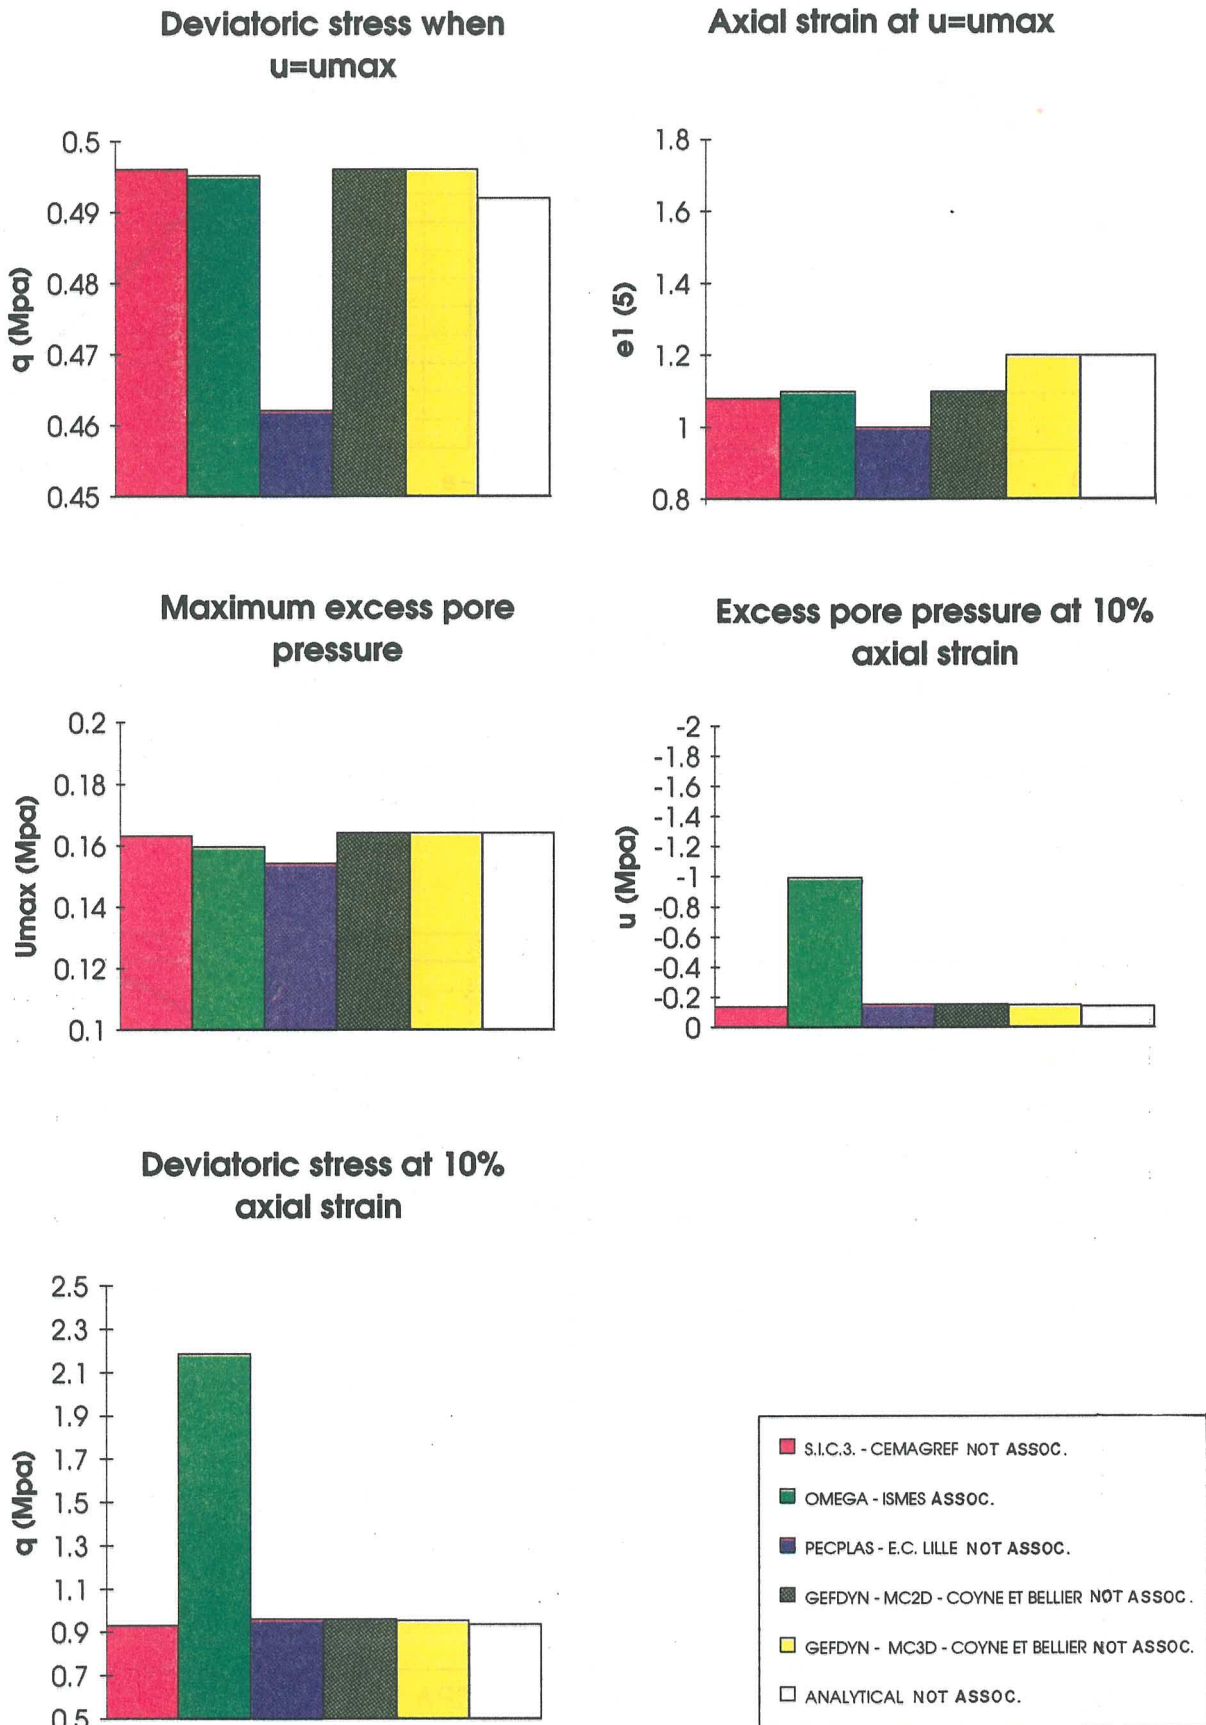 Deviatoric stress when
u=umax
q (Mpa)
0.5
0.49
0.48
0.47
0.46
0.45
Axial strain at u=umax
e1 (5)
1.8
1.6
1.4
1.2
1
0.8
Maximum excess pore
pressure
Umax (Mpa)
0.2
0.18
0.16
0.14
0.12
0.1
Excess pore pressure at 10%
axial strain
u (Mpa)
-2
-1.8
-1.6
-1.4
-1.2
-1
-0.8
-0.6
-0.4
-0.2
0
Deviatoric stress at 10%
axial strain
q (Mpa)
2.5
2.3
2.1
1.9
1.7
1.5
1.3
1.1
0.9
0.7
0.5
S.I.C.3. - CEMAGREF NOT ASSOC.
OMEGA - ISMES ASSOC.
PECPLAS - E.C. LILLE NOT ASSOC.
GEFDYN - MC2D - COYNE ET BELLIER NOT ASSOC.
GEFDYN - MC3D - COYNE ET BELLIER NOT ASSOC.
ANALYTICAL NOT ASSOC.